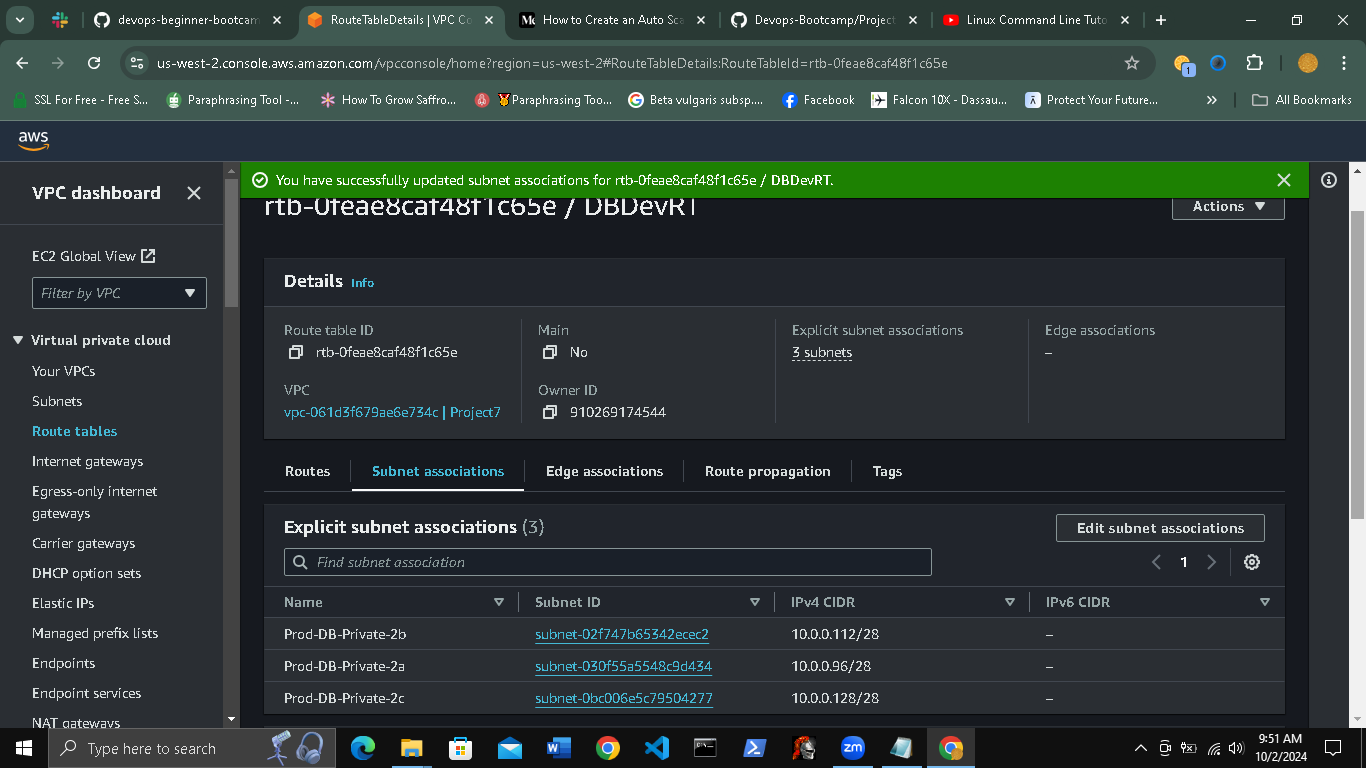 devops-beginner-bootcam
RouteTableDetails | VPC Co
How to Create an Auto Sca
Devops-Bootcamp/Project
Linux Command Line Tuto
us-west-2.console.aws.amazon.com/vpcconsole/home?region=us-west-2#RouteTableDetails:RouteTableId=rtb-0feae8caf48f1c65e
1
SSL For Free - Free S...
Paraphrasing Tool -...
How To Grow Saffro...
Paraphrasing Too...
Beta vulgaris subsp....
Facebook
Falcon 10X - Dassau...
Protect Your Future...
All Bookmarks
aws
VPC dashboard
You have successfully updated subnet associations for rtb-0feae8caf48f1c65e / DBDevRT.
rtb-0feae8caf48f1c65e / DBDevRT
Actions
EC2 Global View
Filter by VPC
Virtual private cloud
Your VPCs
Subnets
Route tables
Internet gateways
Egress-only internet
gateways
Carrier gateways
DHCP option sets
Elastic IPs
Managed prefix lists
Endpoints
Endpoint services
NAT gateways
Details Info
Route table ID
rtb-0feae8caf48f1c65e
Main
No
Explicit subnet associations
3 subnets
Edge associations
–
VPC
vpc-061d3f679ae6e734c | Project7
Owner ID
910269174544
Routes
Subnet associations
Edge associations
Route propagation
Tags
Explicit subnet associations (3)
Edit subnet associations
Find subnet association
1
Name Subnet ID IPv4 CIDR IPv6 CIDR
Prod-DB-Private-2b subnet-02f747b65342ecec2 10.0.0.112/28 –
Prod-DB-Private-2a subnet-030f55a5548c9d434 10.0.0.96/28 –
Prod-DB-Private-2c subnet-0bc006e5c79504277 10.0.0.128/28 –
Type here to search
zm
9:51 AM
10/2/2024